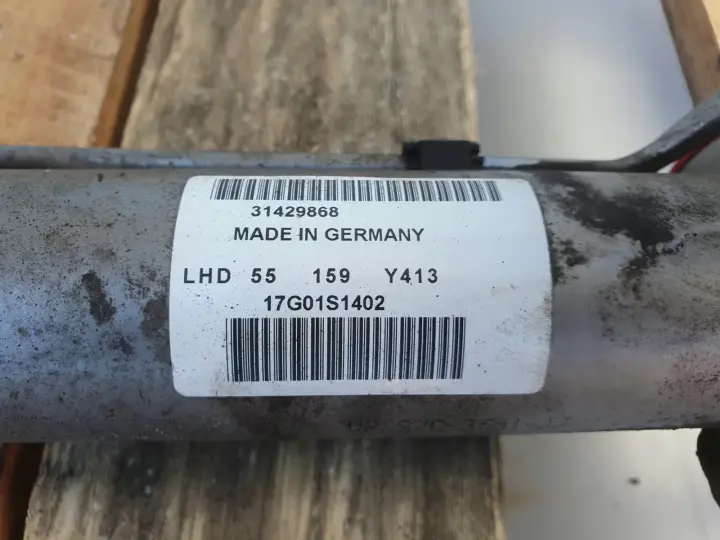 31429868
MADE IN GERMANY
LHD 55 159 Y413
17G01S1402